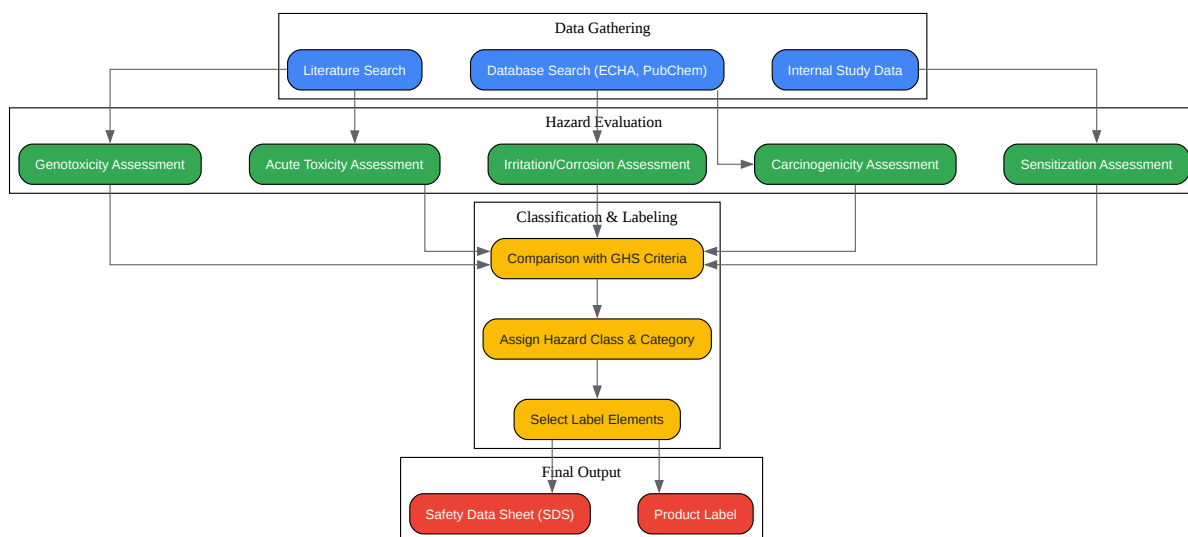 Data Gathering
Literature Search
Database Search (ECHA, PubChem)
Internal Study Data
Hazard Evaluation
Genotoxicity Assessment
Acute Toxicity Assessment
Irritation/Corrosion Assessment
Carcinogenicity Assessment
Sensitization Assessment
Classification & Labeling
Comparison with GHS Criteria
Assign Hazard Class & Category
Select Label Elements
Final Output
Safety Data Sheet (SDS)
Product Label